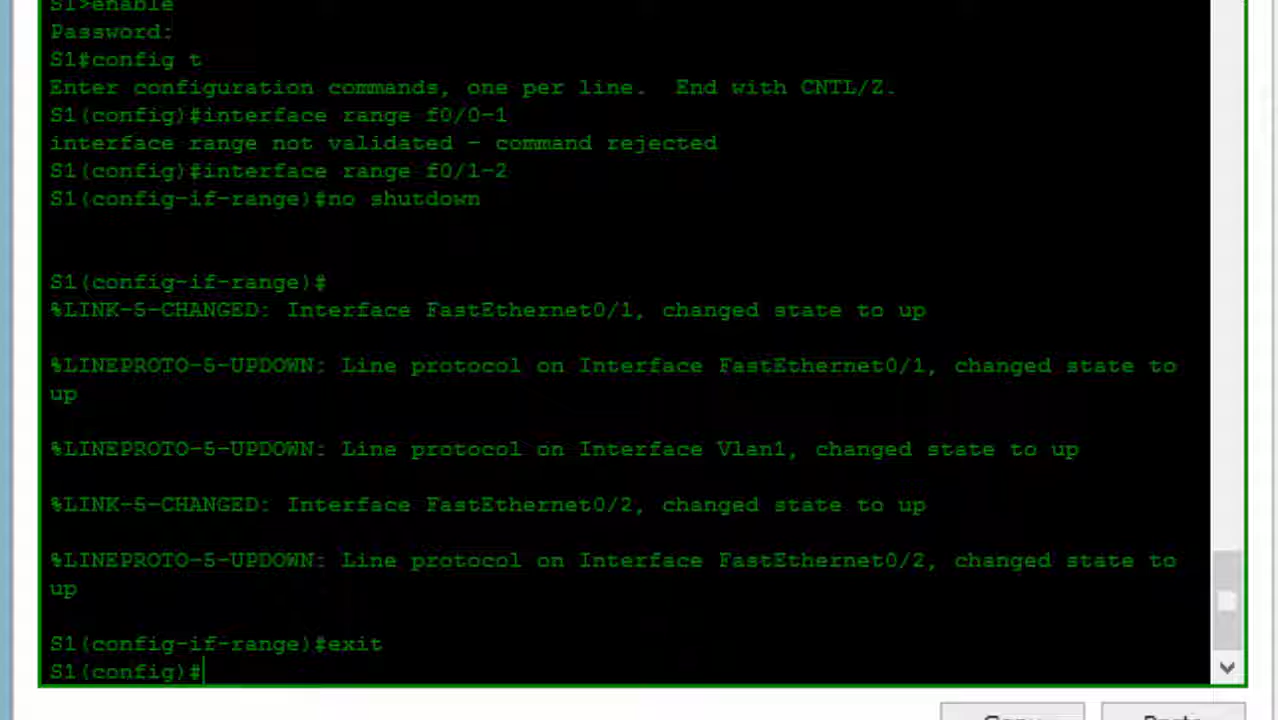 S1>enable
Password:
S1#config t
Enter configuration commands, one per line.  End with CNTL/Z.
S1(config)#interface range f0/0-1
interface range not validated - command rejected
S1(config)#interface range f0/1-2
S1(config-if-range)#no shutdown
S1(config-if-range)#
%LINK-5-CHANGED: Interface FastEthernet0/1, changed state to up
%LINEPROTO-5-UPDOWN: Line protocol on Interface FastEthernet0/1, changed state to
up
%LINEPROTO-5-UPDOWN: Line protocol on Interface Vlan1, changed state to up
%LINK-5-CHANGED: Interface FastEthernet0/2, changed state to up
%LINEPROTO-5-UPDOWN: Line protocol on Interface FastEthernet0/2, changed state to
up
S1(config-if-range)#exit
S1(config)#